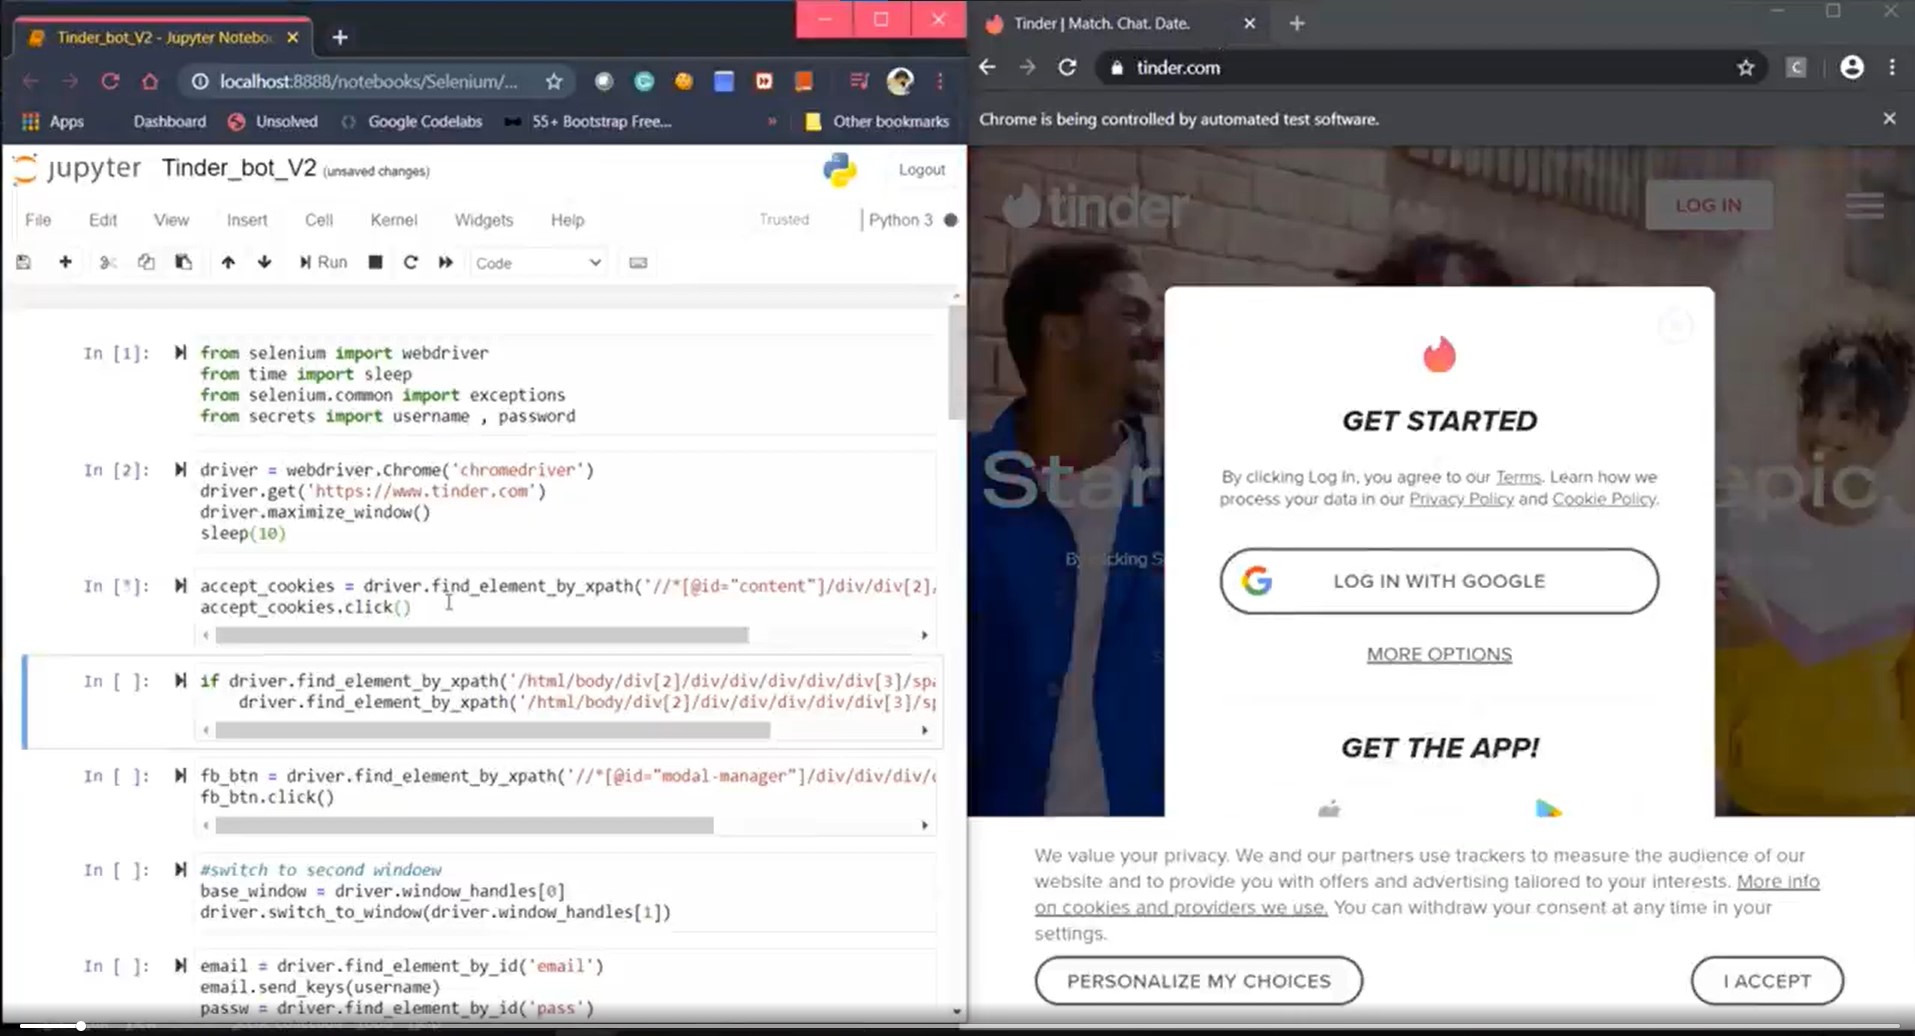 Tinder_bot_V2 - Jupyter Notebo
localhost:8888/notebooks/Selenium/...
Apps Dashboard Unsolved Google Codelabs 55+ Bootstrap Free... » Other bookmarks
jupyter Tinder_bot_V2 (unsaved changes) Logout
File Edit View Insert Cell Kernel Widgets Help Trusted Python 3
Run Code
In [1]: from selenium import webdriver
from time import sleep
from selenium.common import exceptions
from secrets import username , password
In [2]: driver = webdriver.Chrome('chromedriver')
driver.get('https://www.tinder.com')
driver.maximize_window()
sleep(10)
In [*]: accept_cookies = driver.find_element_by_xpath('//*[@id="content"]/div/div[2]/
accept_cookies.click()
In [ ]: if driver.find_element_by_xpath('/html/body/div[2]/div/div/div/div/div[3]/spa
driver.find_element_by_xpath('/html/body/div[2]/div/div/div/div/div[3]/sp
In [ ]: fb_btn = driver.find_element_by_xpath('//*[@id="modal-manager"]/div/div/div/
fb_btn.click()
In [ ]: #switch to second windoew
base_window = driver.window_handles[0]
driver.switch_to_window(driver.window_handles[1])
In [ ]: email = driver.find_element_by_id('email')
email.send_keys(username)
passw = driver.find_element_by_id('pass')
Tinder | Match. Chat. Date.
tinder.com
C
Chrome is being controlled by automated test software.
tinder
LOG IN
Star epic
By clicking S
GET STARTED
By clicking Log In, you agree to our Terms. Learn how we
process your data in our Privacy Policy and Cookie Policy.
LOG IN WITH GOOGLE
MORE OPTIONS
GET THE APP!
We value your privacy. We and our partners use trackers to measure the audience of our
website and to provide you with offers and advertising tailored to your interests. More info
on cookies and providers we use. You can withdraw your consent at any time in your
settings.
PERSONALIZE MY CHOICES
I ACCEPT